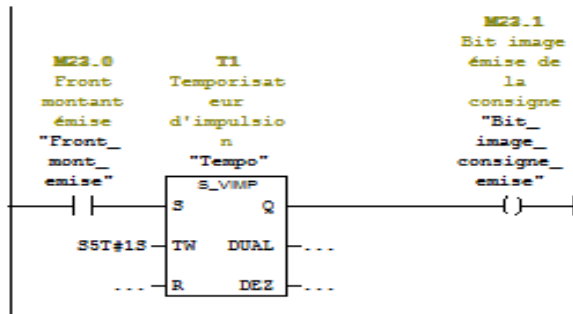 M23.1
Bit image
M23.0 T1 émise de
Front Temporisat la
montant eur consigne
émise d'impulsio "Bit_
"Front_ n image_
mont_ "Tempo" consigne_
emise" S_VIMP emise"
S Q
S5T#1S TW DUAL ...
... R DEZ ...